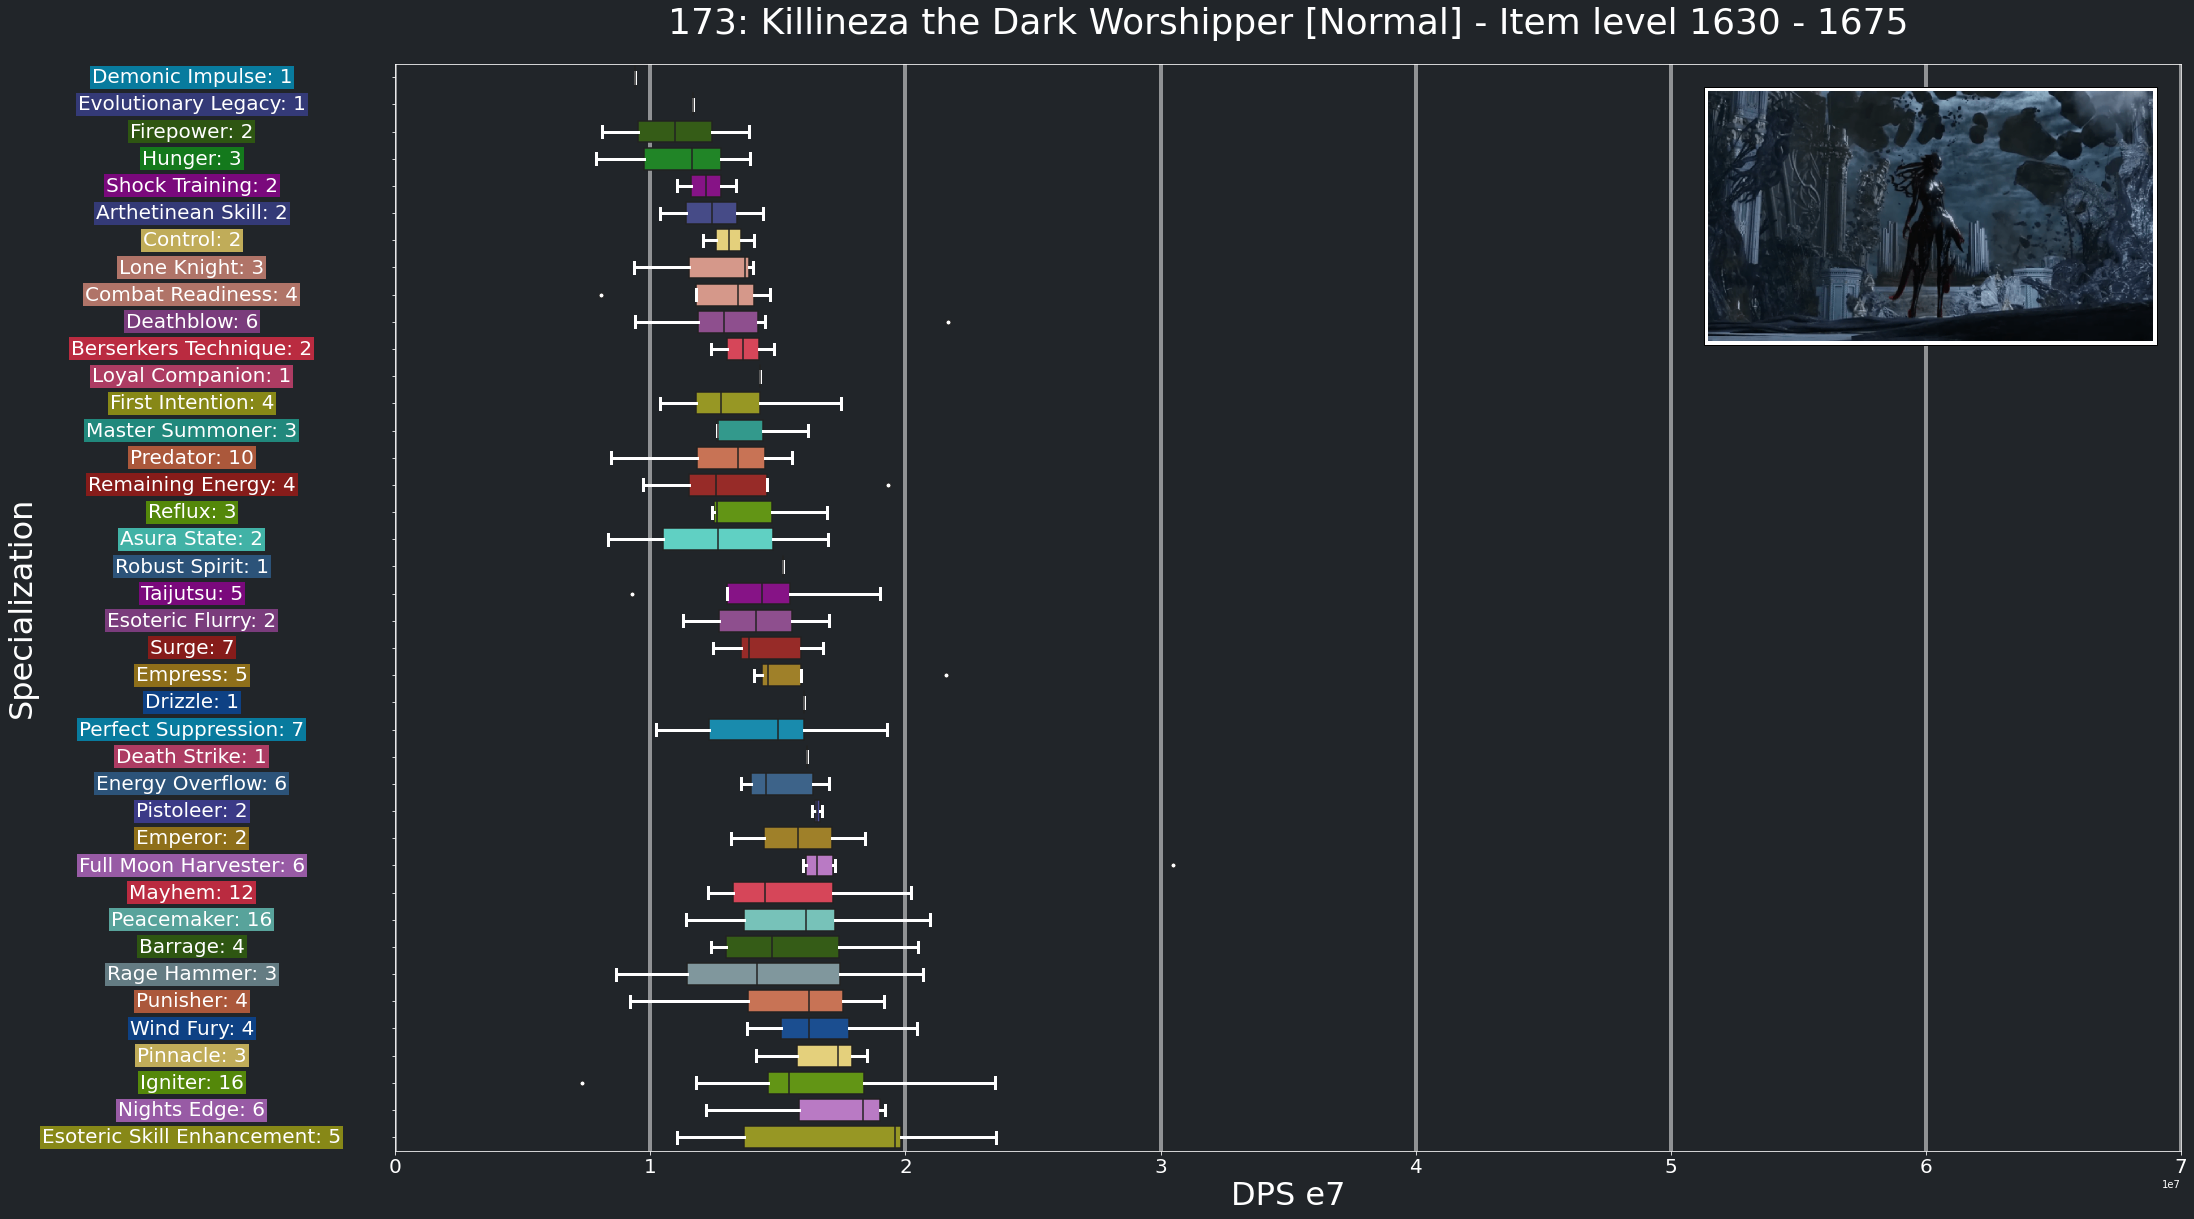 173: Killineza the Dark Worshipper [Normal] - Item level 1630 - 1675
Specialization
Demonic Impulse: 1
Evolutionary Legacy: 1
Firepower: 2
Hunger: 3
Shock Training: 2
Arthetinean Skill: 2
Control: 2
Lone Knight: 3
Combat Readiness: 4
Deathblow: 6
Berserkers Technique: 2
Loyal Companion: 1
First Intention: 4
Master Summoner: 3
Predator: 10
Remaining Energy: 4
Reflux: 3
Asura State: 2
Robust Spirit: 1
Taijutsu: 5
Esoteric Flurry: 2
Surge: 7
Empress: 5
Drizzle: 1
Perfect Suppression: 7
Death Strike: 1
Energy Overflow: 6
Pistoleer: 2
Emperor: 2
Full Moon Harvester: 6
Mayhem: 12
Peacemaker: 16
Barrage: 4
Rage Hammer: 3
Punisher: 4
Wind Fury: 4
Pinnacle: 3
Igniter: 16
Nights Edge: 6
Esoteric Skill Enhancement: 5
0 1 2 3 4 5 6 7
1e7
DPS e7